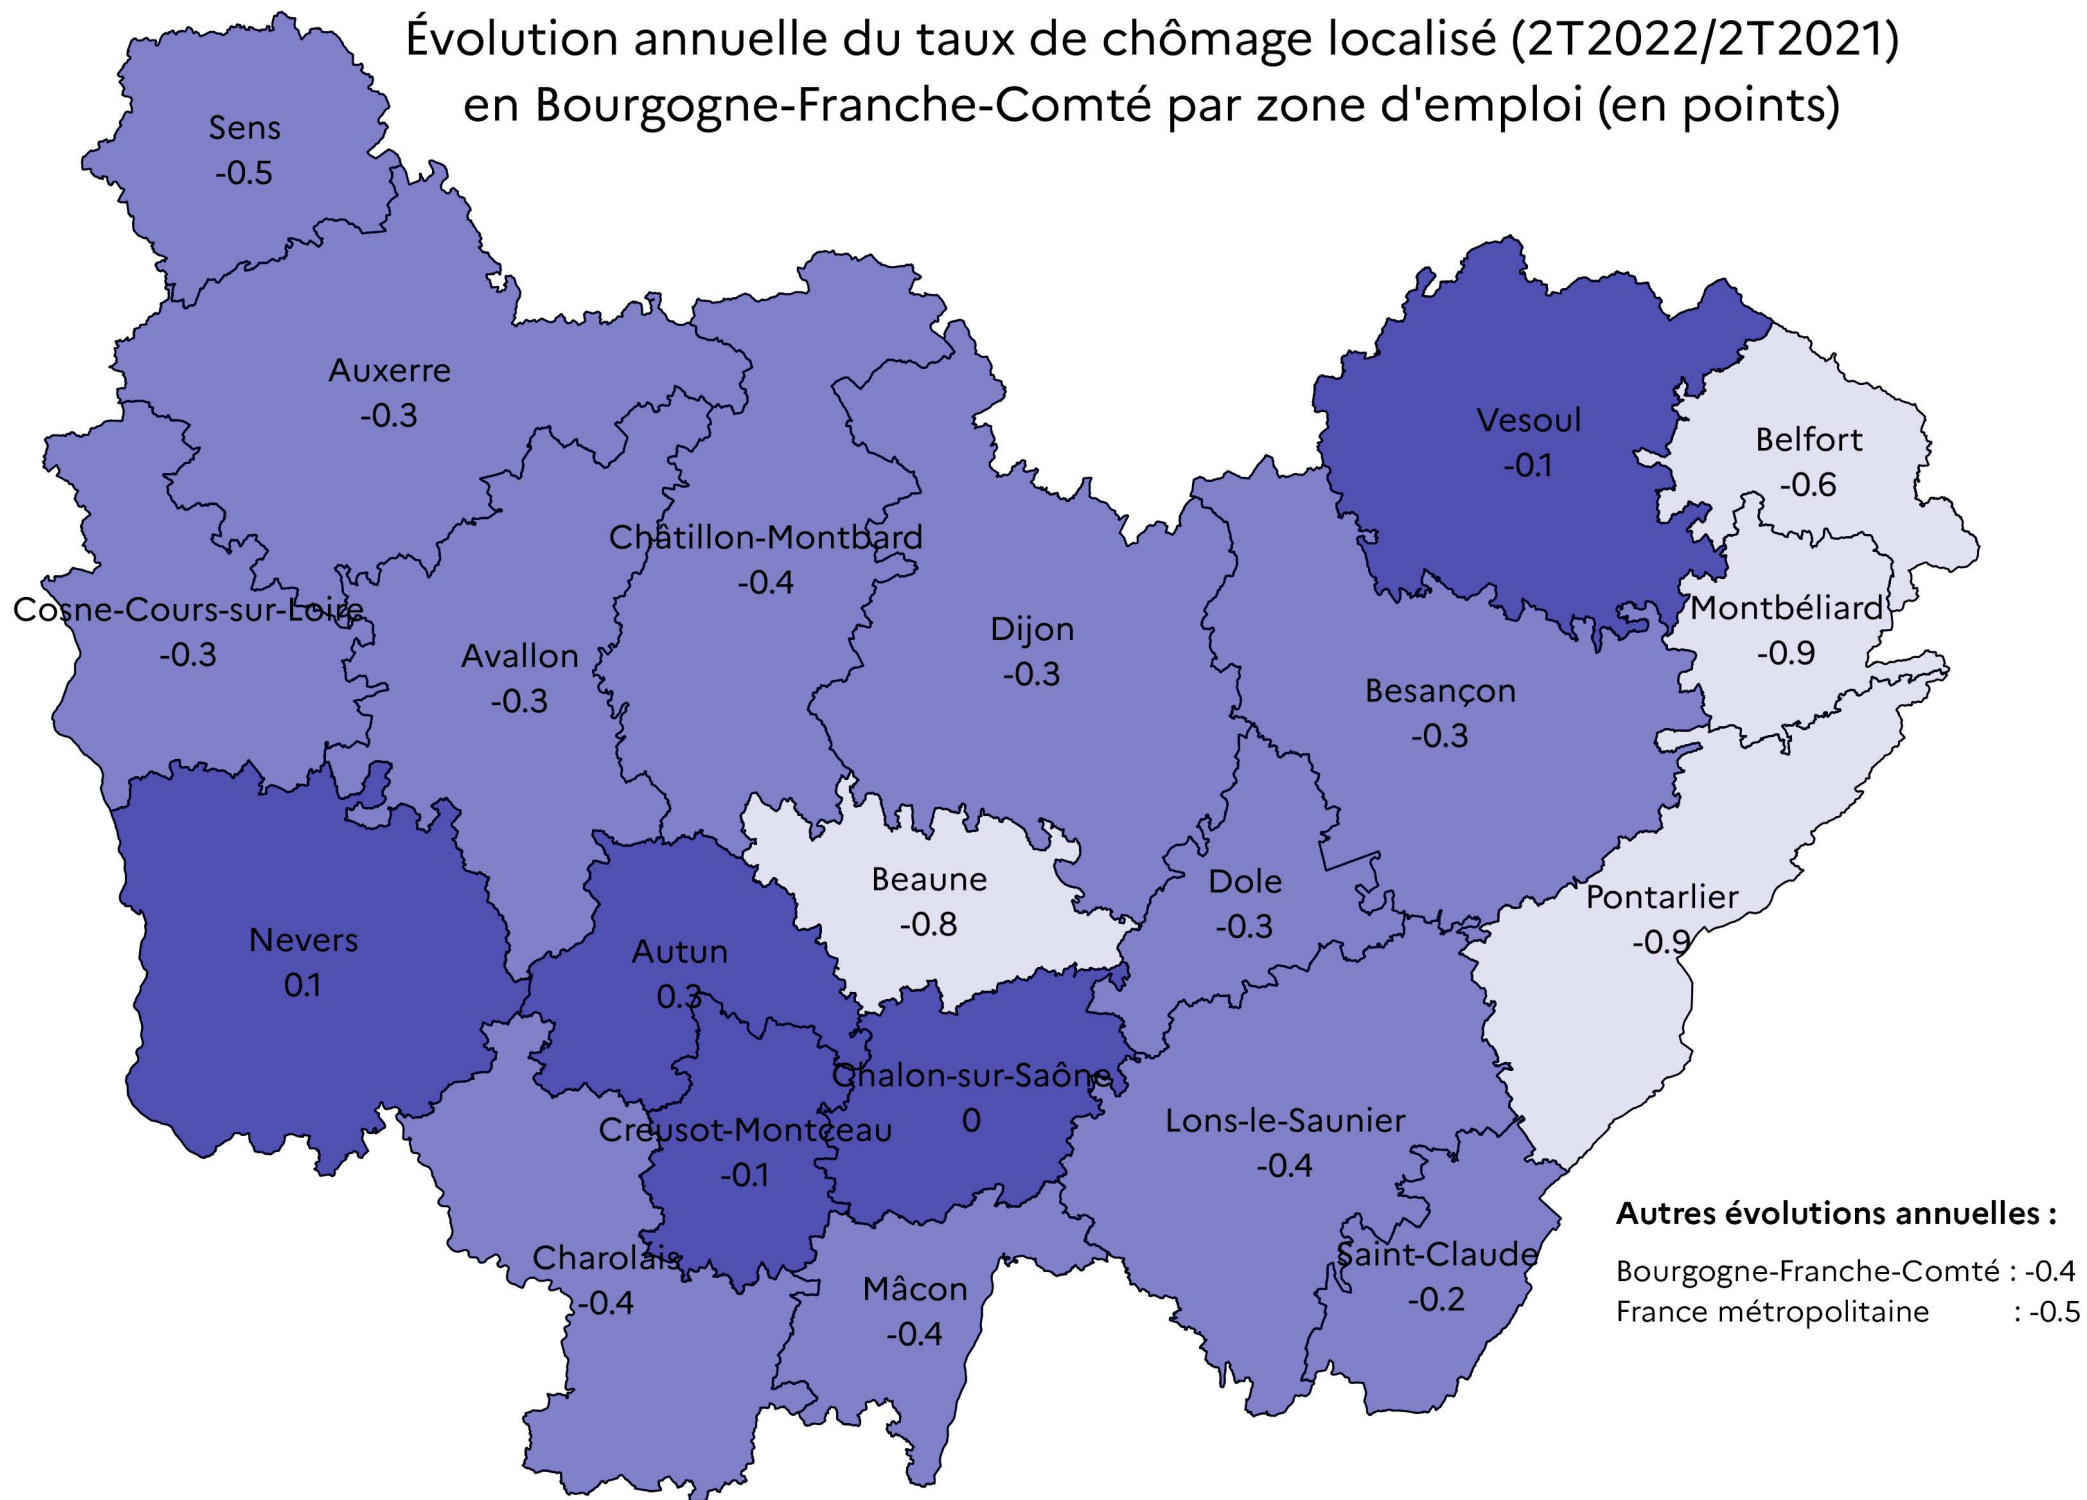 Évolution annuelle du taux de chômage localisé (2T2022/2T2021)
en Bourgogne-Franche-Comté par zone d'emploi (en points)
Sens
-0.5
Auxerre
-0.3
Vesoul
-0.1
Belfort
-0.6
Châtillon-Montbard
-0.4
Cosne-Cours-sur-Loire
-0.3
Montbéliard
-0.9
Dijon
-0.3
Avallon
-0.3
Besançon
-0.3
Beaune
-0.8
Dole
-0.3
Pontarlier
-0.9
Nevers
0.1
Autun
0.3
Chalon-sur-Saône
0
Creusot-Montceau
-0.1
Lons-le-Saunier
-0.4
Charolais
-0.4
Mâcon
-0.4
Saint-Claude
-0.2
Autres évolutions annuelles :
Bourgogne-Franche-Comté : -0.4
France métropolitaine : -0.5